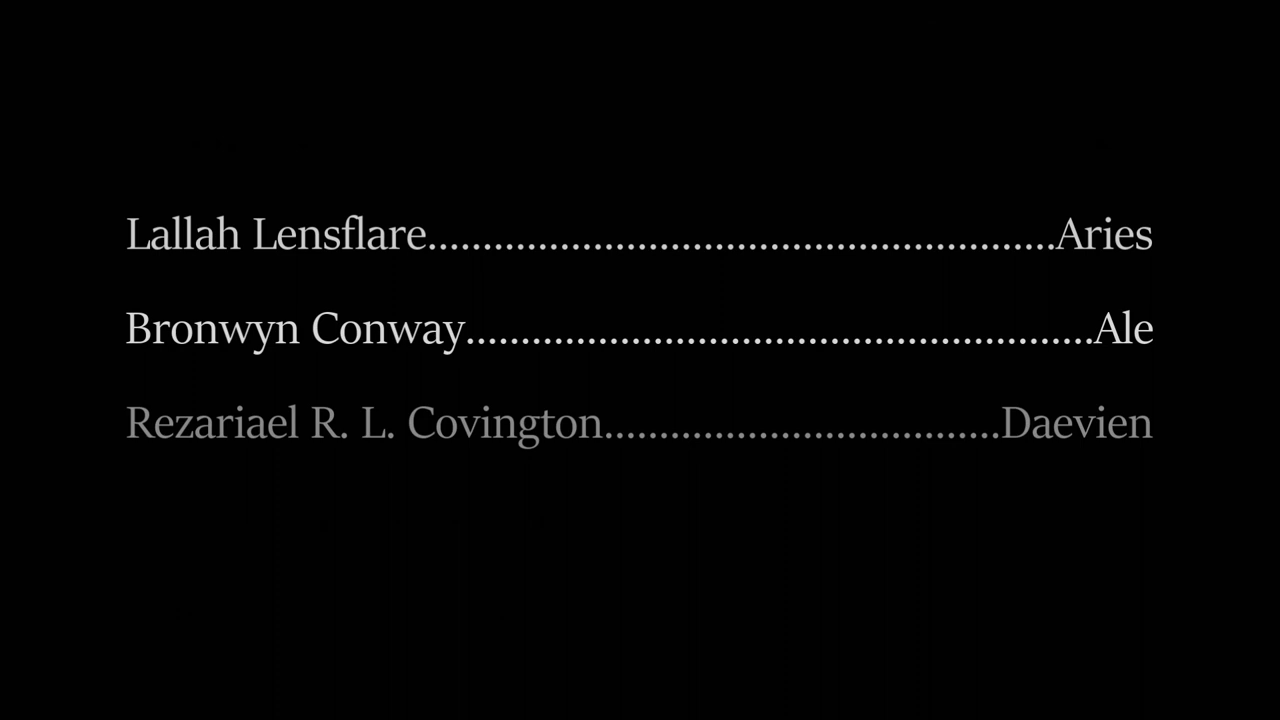 Lallah Lensflare.........................................................Aries
Bronwyn Conway.........................................................Ale
Rezariael R. L. Covington....................................Daevien